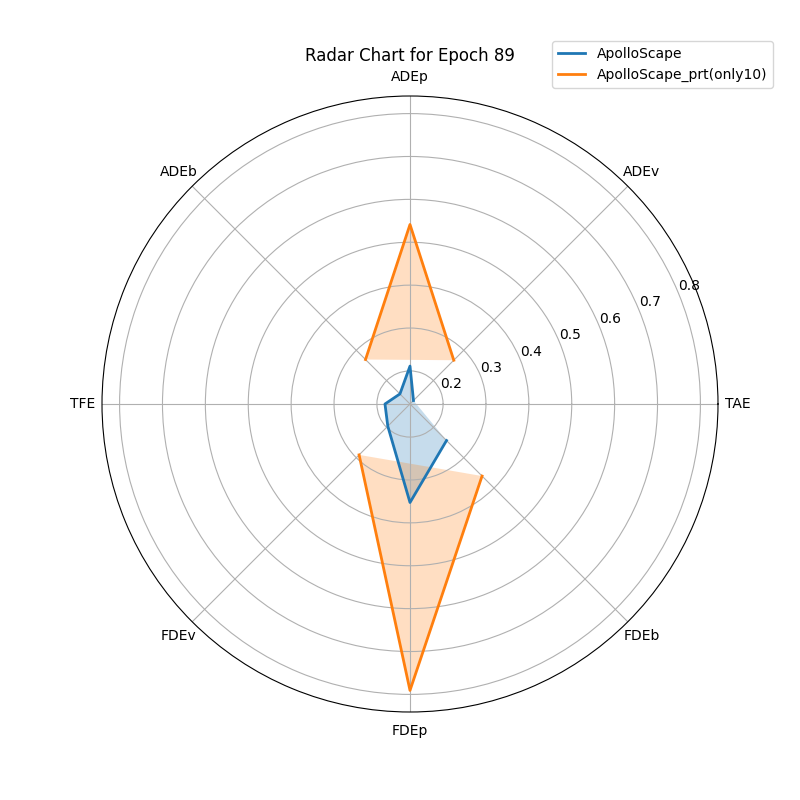 Radar Chart for Epoch 89
ApolloScape
ApolloScape_prt(only10)
ADEp
ADEb
ADEv
0.8
0.7
0.6
0.5
0.4
0.3
0.2
TFE
TAE
FDEv
FDEb
FDEp